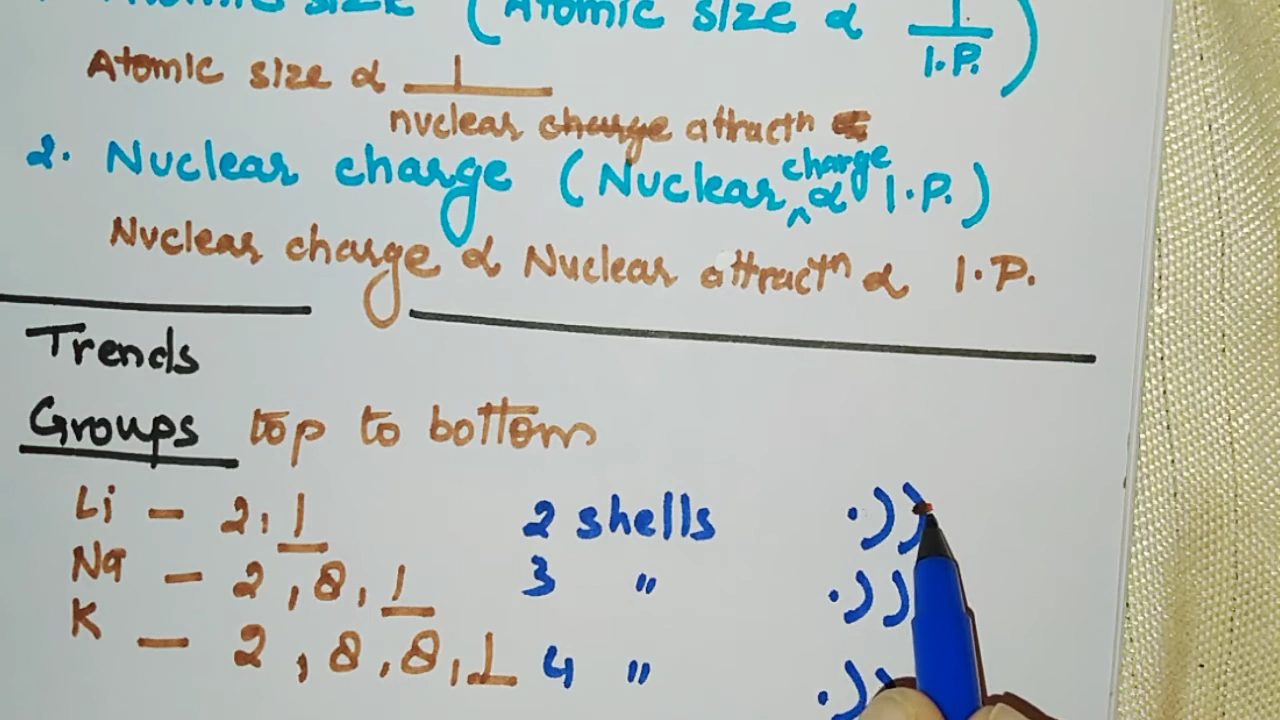 Atomic size (Atomic size ∝ 1/I.P.)
Atomic size ∝ 1/nuclear charge attractⁿ
2. Nuclear charge (Nuclear charge ∝ I.P.)
Nuclear charge ∝ Nuclear attractⁿ ∝ I.P.
Trends
Groups top to bottom
Li – 2, 1 2 shells
Na – 2, 8, 1 3 "
K – 2, 8, 8, 1 4 "